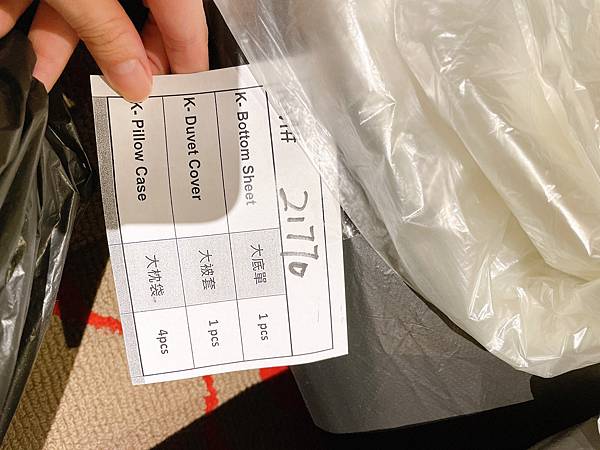 # 21770
K- Bottom Sheet 大底單 1 pcs
K- Duvet Cover 大被套 1 pcs
K- Pillow Case 大枕袋 4pcs